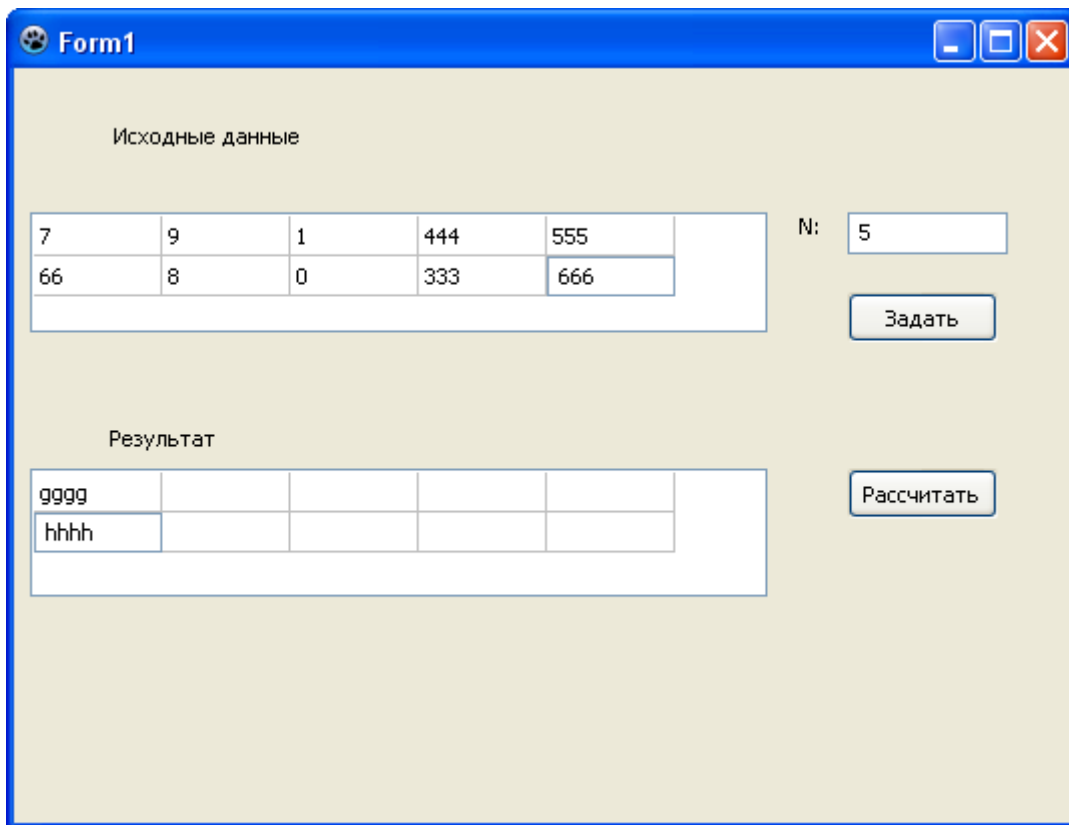 Form1
Исходные данные
7 9 1 444 555
66 8 0 333 666
N: 5
Задать
Результат
gggg
hhhh
Рассчитать